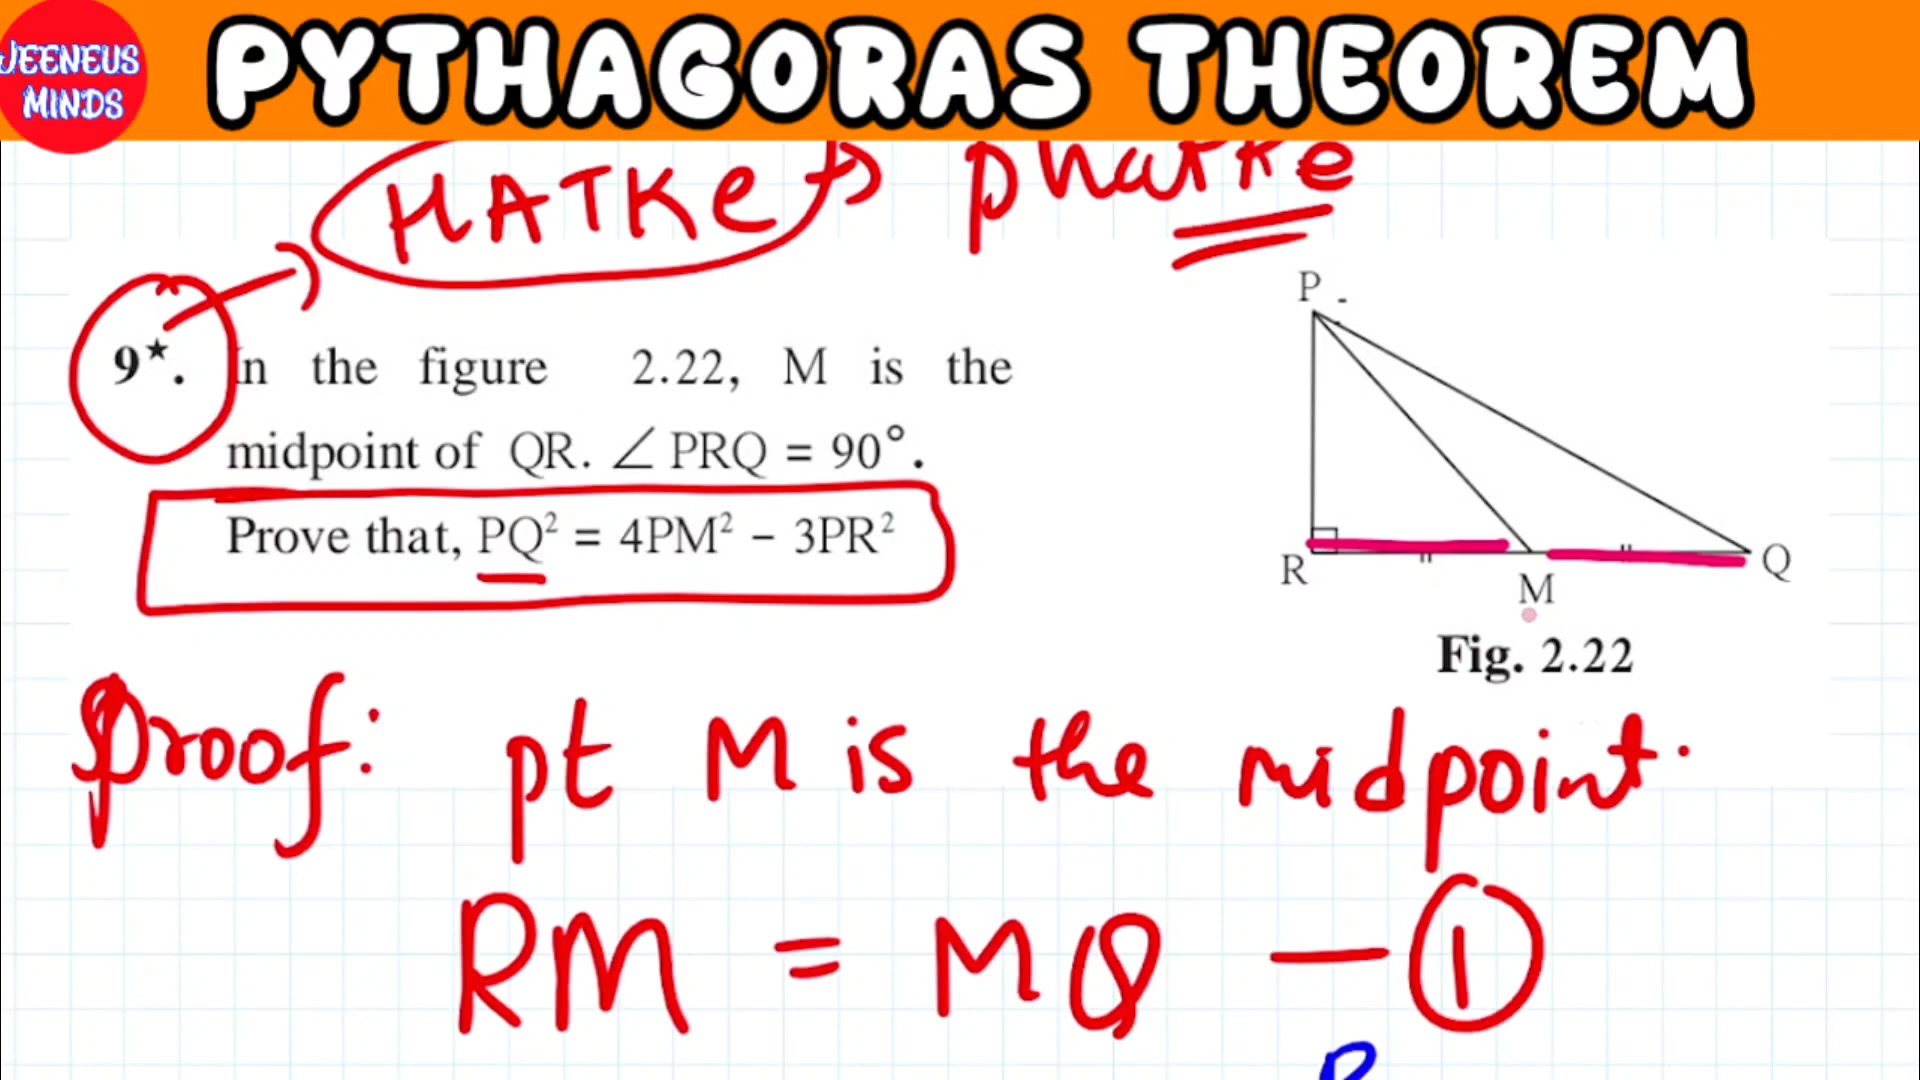 JEENEUS
MINDS
PYTHAGORAS THEOREM
HATKe phatke
9★. In the figure 2.22, M is the
midpoint of QR. ∠PRQ = 90°.
Prove that, PQ² = 4PM² – 3PR²
P
R
M
Q
Fig. 2.22
Proof: pt M is the midpoint.
RM = MQ — ①